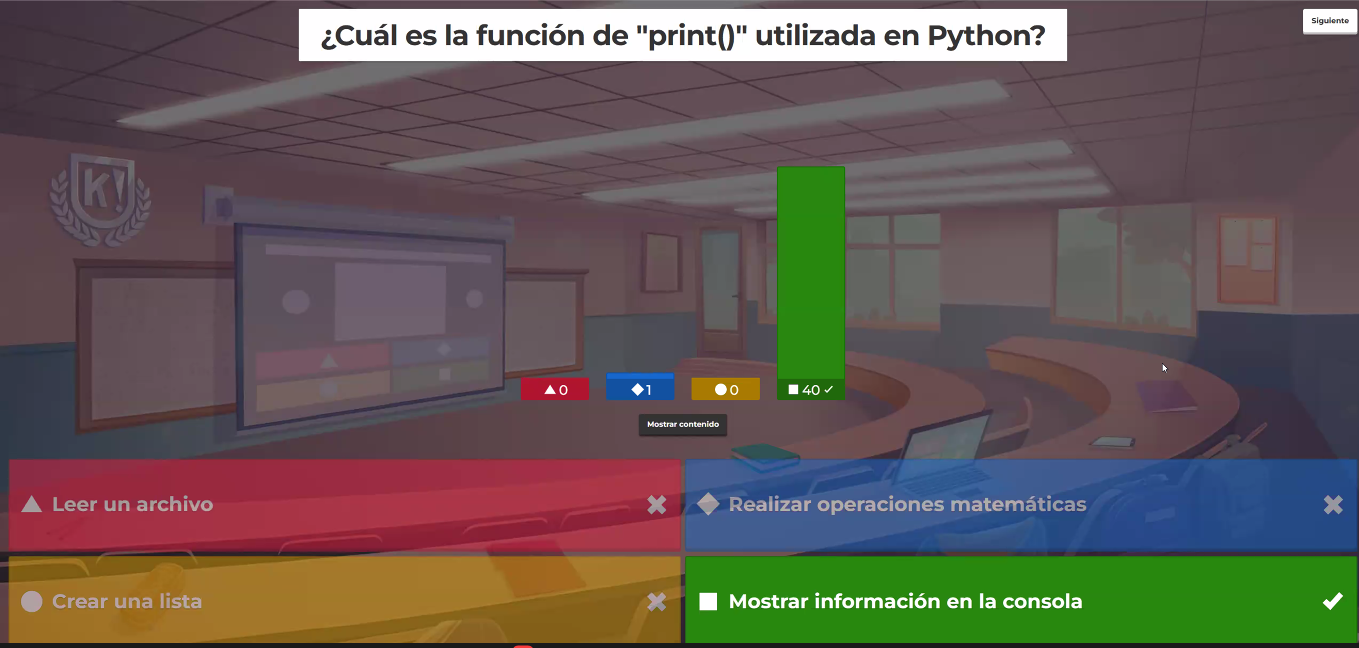 ¿Cuál es la función de "print()" utilizada en Python?
Siguiente
K!
0
1
0
40
Mostrar contenido
Leer un archivo
Realizar operaciones matemáticas
Crear una lista
Mostrar información en la consola